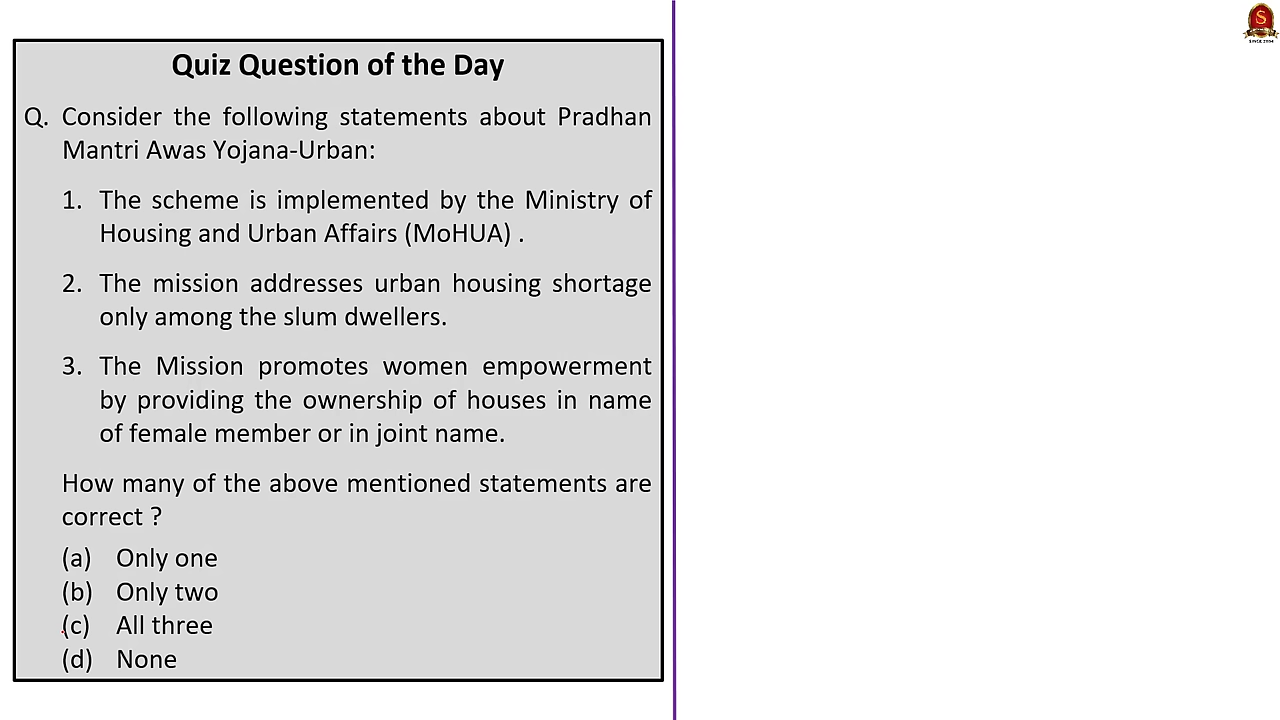 Quiz Question of the Day
Q. Consider the following statements about Pradhan
Mantri Awas Yojana-Urban:
1. The scheme is implemented by the Ministry of
Housing and Urban Affairs (MoHUA) .
2. The mission addresses urban housing shortage
only among the slum dwellers.
3. The Mission promotes women empowerment
by providing the ownership of houses in name
of female member or in joint name.
How many of the above mentioned statements are
correct ?
(a) Only one
(b) Only two
(c) All three
(d) None
S